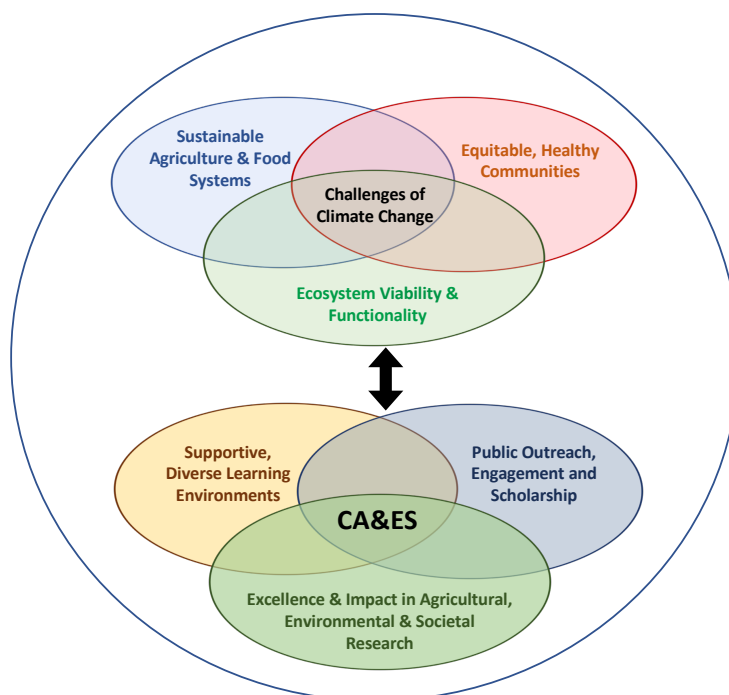 Sustainable
Agriculture & Food
Systems
Equitable, Healthy
Communities
Challenges of
Climate Change
Ecosystem Viability &
Functionality
Supportive,
Diverse Learning
Environments
Public Outreach,
Engagement and
Scholarship
CA&ES
Excellence & Impact in Agricultural,
Environmental & Societal
Research